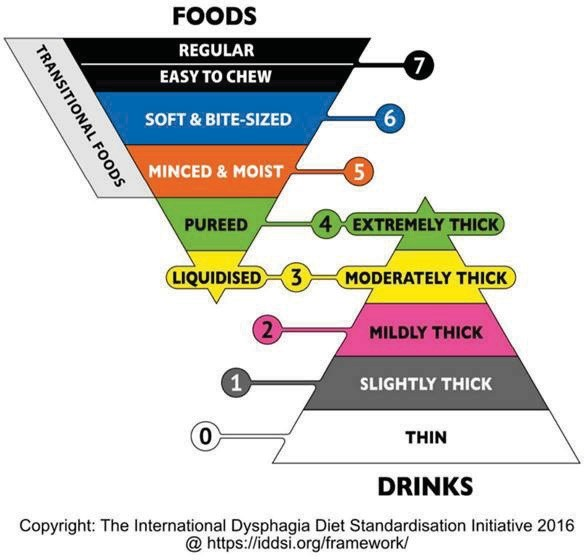 FOODS
TRANSITIONAL FOODS
REGULAR
EASY TO CHEW
7
SOFT & BITE-SIZED
6
MINCED & MOIST
5
PUREED
4
EXTREMELY THICK
LIQUIDISED
3
MODERATELY THICK
2
MILDLY THICK
1
SLIGHTLY THICK
0
THIN
DRINKS
Copyright: The International Dysphagia Diet Standardisation Initiative 2016
@ https://iddsi.org/framework/